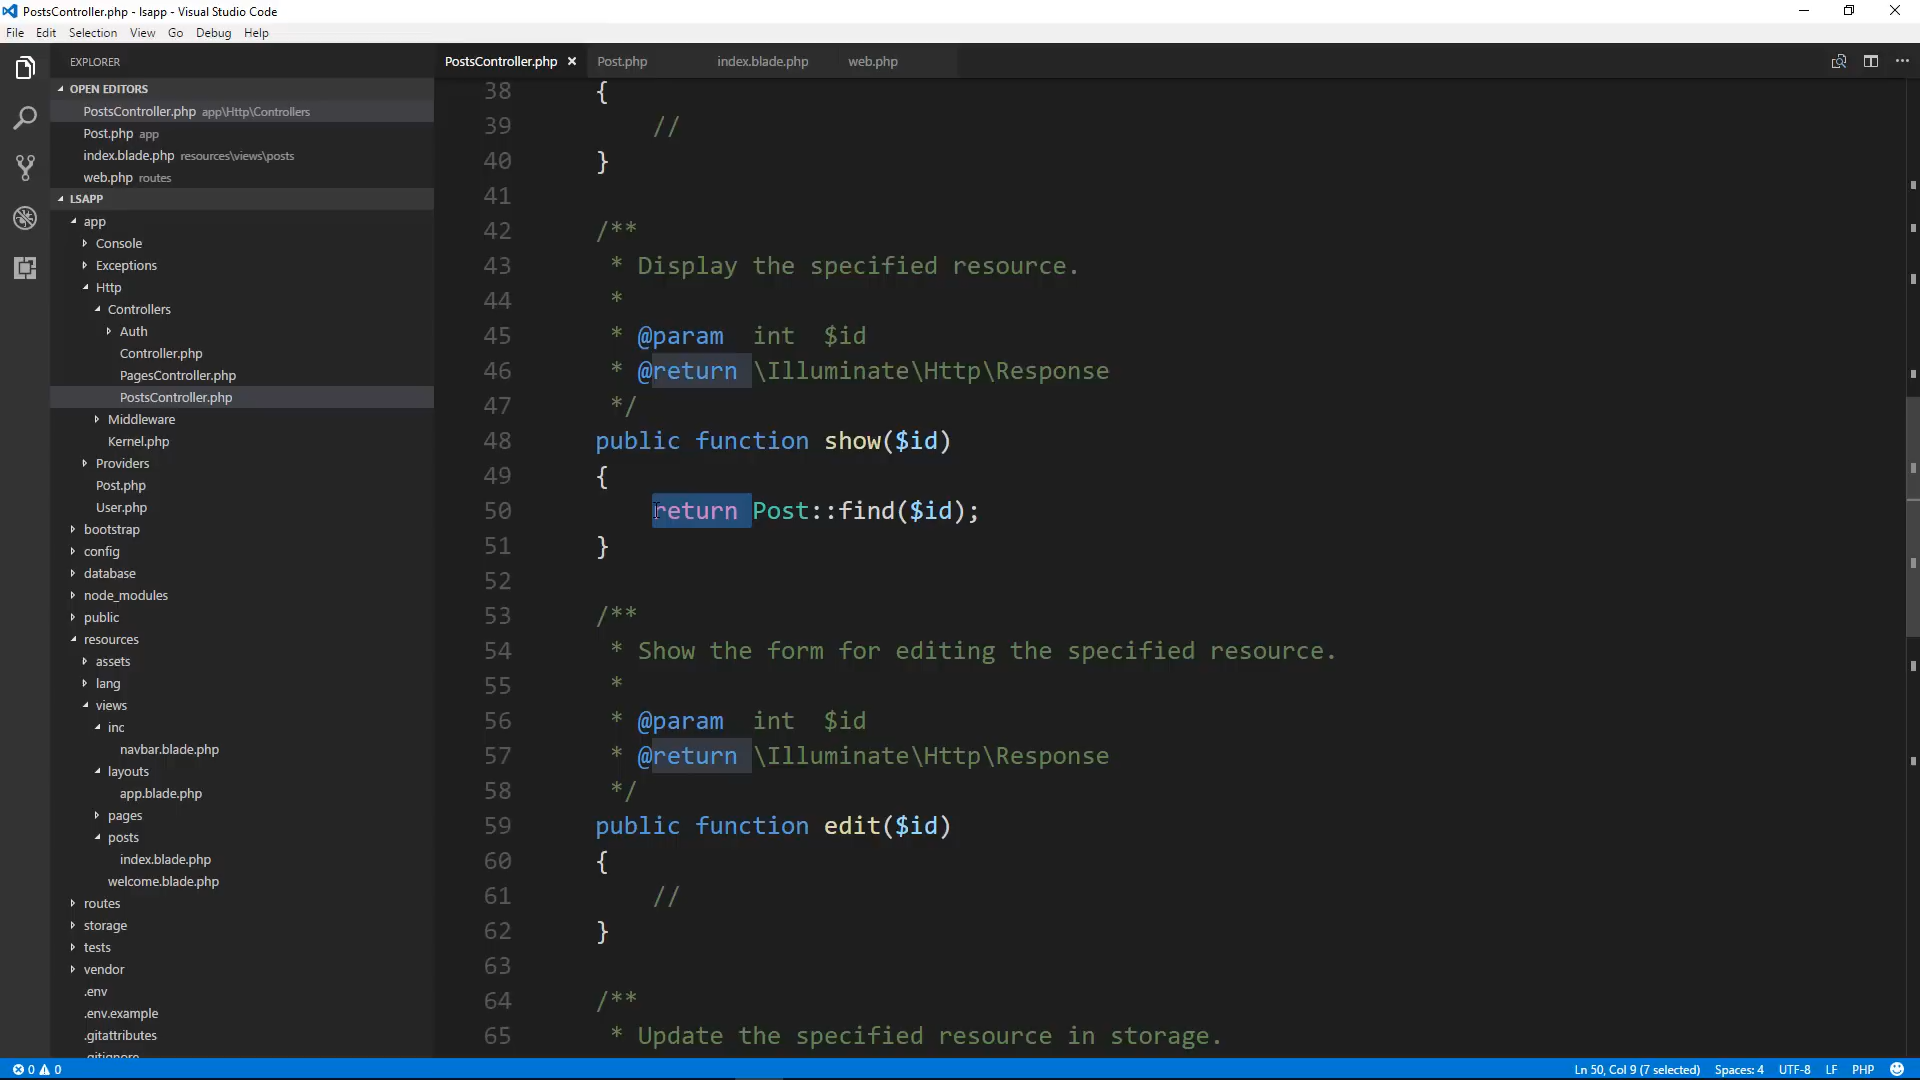 PostsController.php - lsapp - Visual Studio Code
File Edit Selection View Go Debug Help
EXPLORER
OPEN EDITORS
PostsController.php app\Http\Controllers
Post.php app
index.blade.php resources\views\posts
web.php routes
LSAPP
app
Console
Exceptions
Http
Controllers
Auth
Controller.php
PagesController.php
PostsController.php
Middleware
Kernel.php
Providers
Post.php
User.php
bootstrap
config
database
node_modules
public
resources
assets
lang
views
inc
navbar.blade.php
layouts
app.blade.php
pages
posts
index.blade.php
welcome.blade.php
routes
storage
tests
vendor
.env
.env.example
.gitattributes
.gitignore
PostsController.php × Post.php index.blade.php web.php
38 {
39 //
40 }
41
42 /**
43 * Display the specified resource.
44 *
45 * @param int $id
46 * @return \Illuminate\Http\Response
47 */
48 public function show($id)
49 {
50 return Post::find($id);
51 }
52
53 /**
54 * Show the form for editing the specified resource.
55 *
56 * @param int $id
57 * @return \Illuminate\Http\Response
58 */
59 public function edit($id)
60 {
61 //
62 }
63
64 /**
65 * Update the specified resource in storage.
0 0 Ln 50, Col 9 (7 selected) Spaces: 4 UTF-8 LF PHP